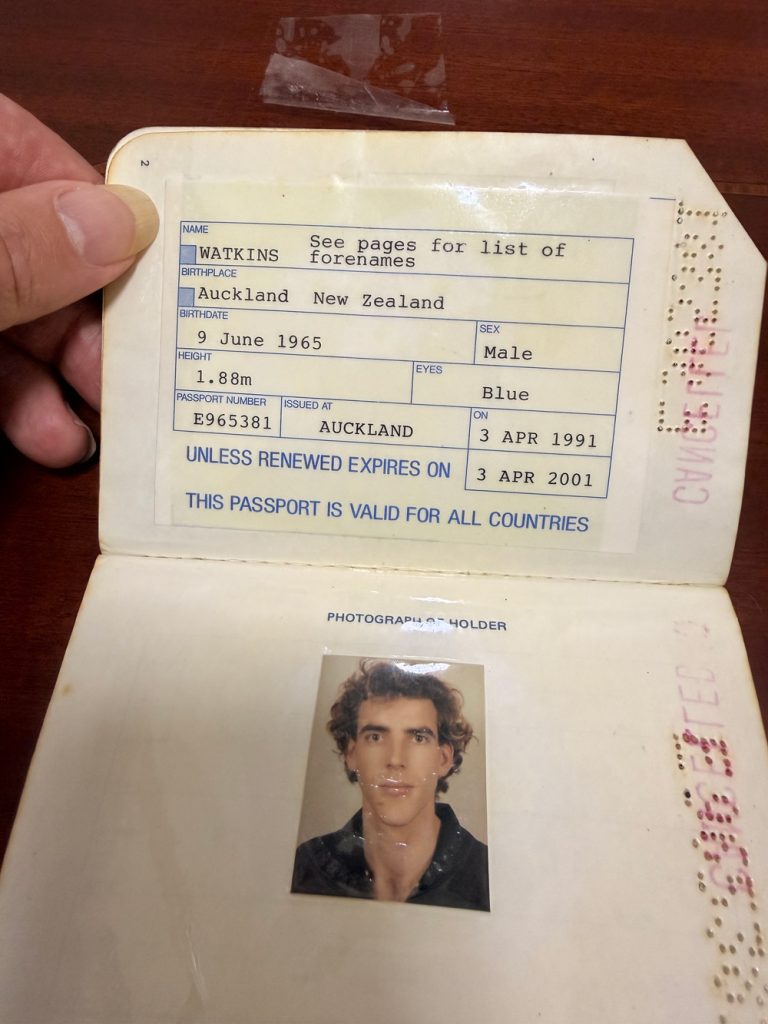 2
NAME
WATKINS See pages for list of
forenames
BIRTHPLACE
Auckland New Zealand
BIRTHDATE
9 June 1965
SEX
Male
HEIGHT
1.88m
EYES
Blue
PASSPORT NUMBER
E965381
ISSUED AT
AUCKLAND
ON
3 APR 1991
UNLESS RENEWED EXPIRES ON
3 APR 2001
THIS PASSPORT IS VALID FOR ALL COUNTRIES
PHOTOGRAPH OF HOLDER
CANCELLED
CANCELLED